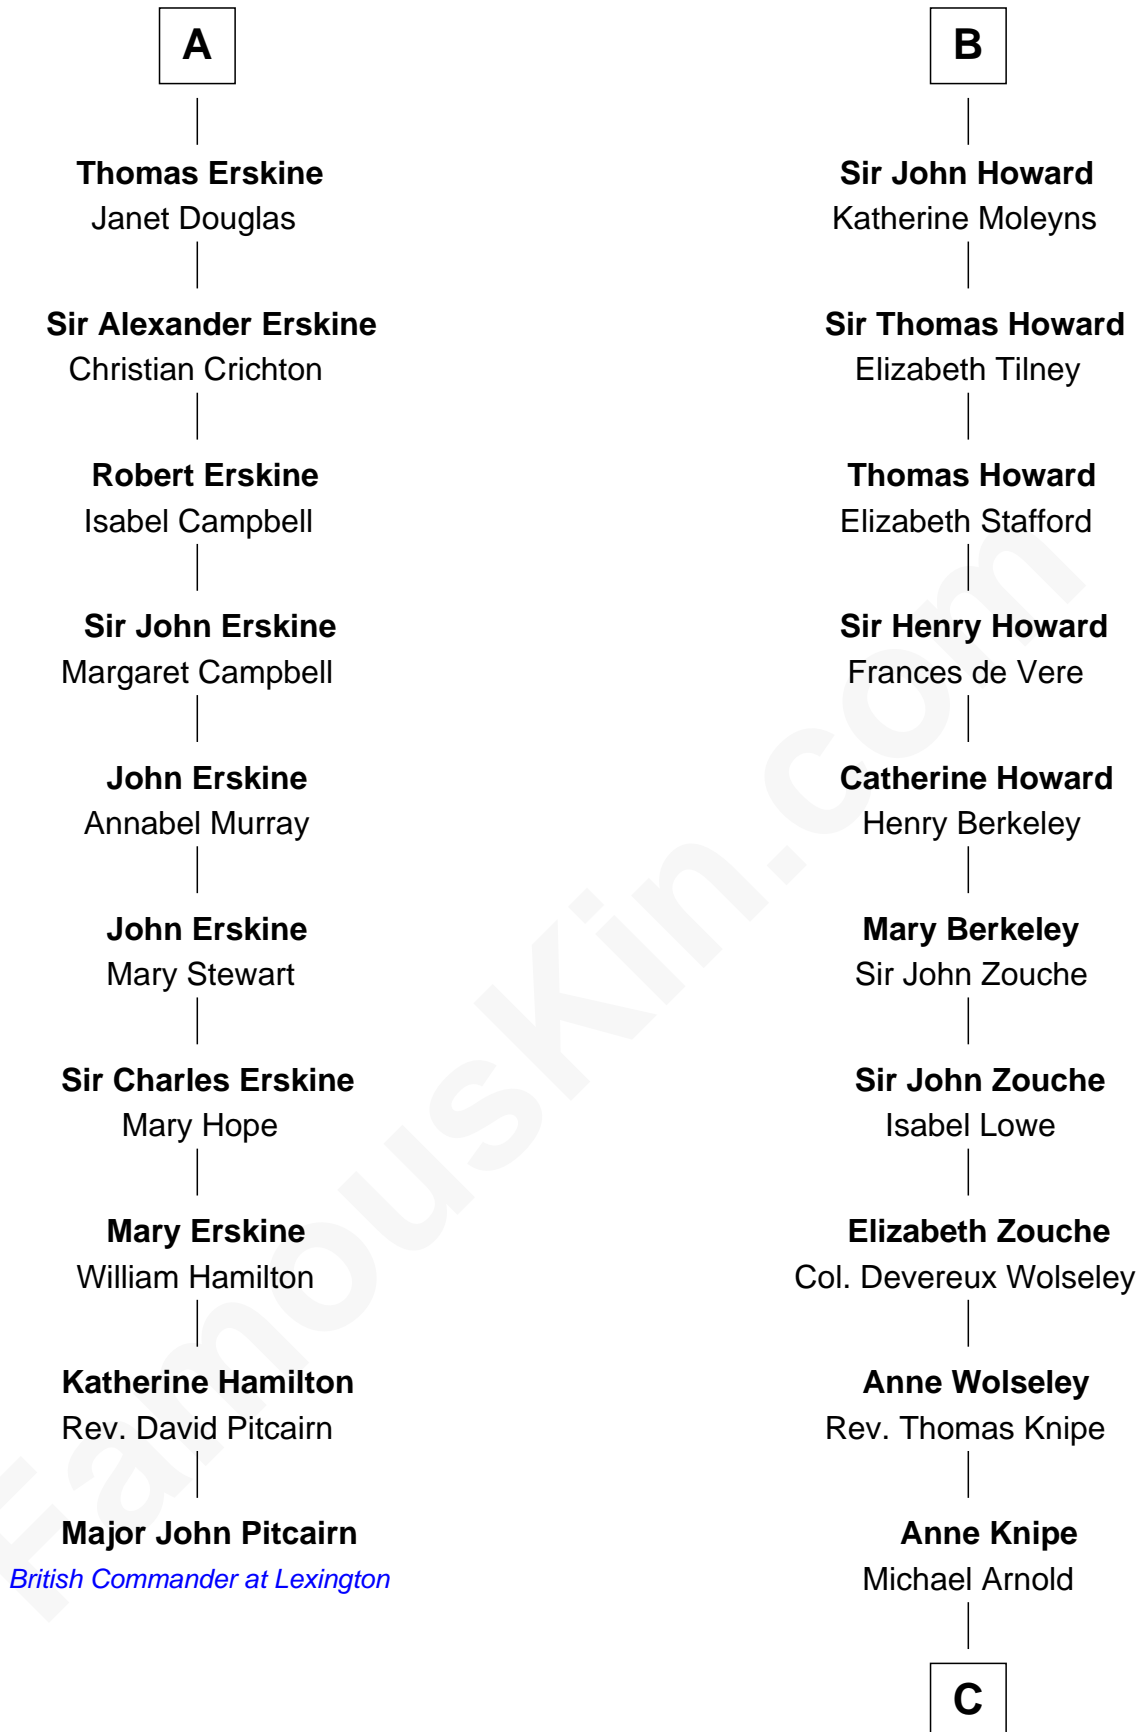 A
Thomas Erskine
Janet Douglas
Sir Alexander Erskine
Christian Crichton
Robert Erskine
Isabel Campbell
Sir John Erskine
Margaret Campbell
John Erskine
Annabel Murray
John Erskine
Mary Stewart
Sir Charles Erskine
Mary Hope
Mary Erskine
William Hamilton
Katherine Hamilton
Rev. David Pitcairn
Major John Pitcairn
British Commander at Lexington
B
Sir John Howard
Katherine Moleyns
Sir Thomas Howard
Elizabeth Tilney
Thomas Howard
Elizabeth Stafford
Sir Henry Howard
Frances de Vere
Catherine Howard
Henry Berkeley
Mary Berkeley
Sir John Zouche
Sir John Zouche
Isabel Lowe
Elizabeth Zouche
Col. Devereux Wolseley
Anne Wolseley
Rev. Thomas Knipe
Anne Knipe
Michael Arnold
C
FamousKin.com